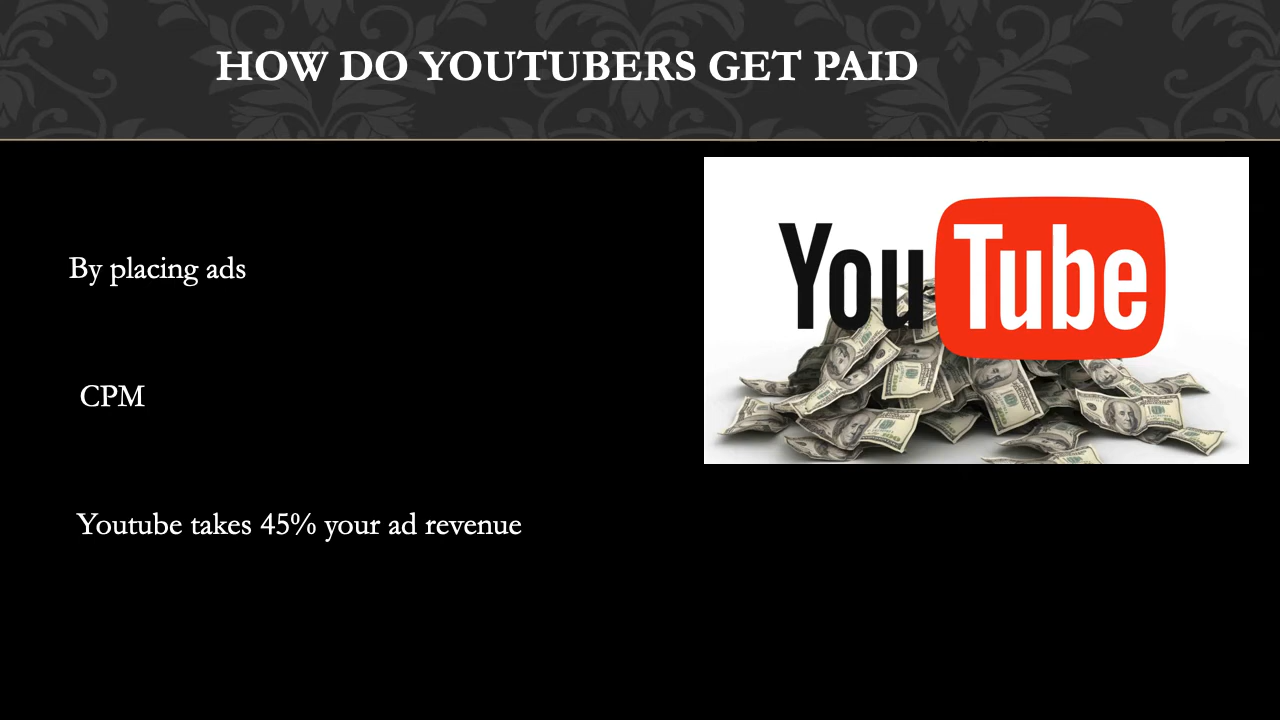 HOW DO YOUTUBERS GET PAID
By placing ads
CPM
Youtube takes 45% your ad revenue
YouTube